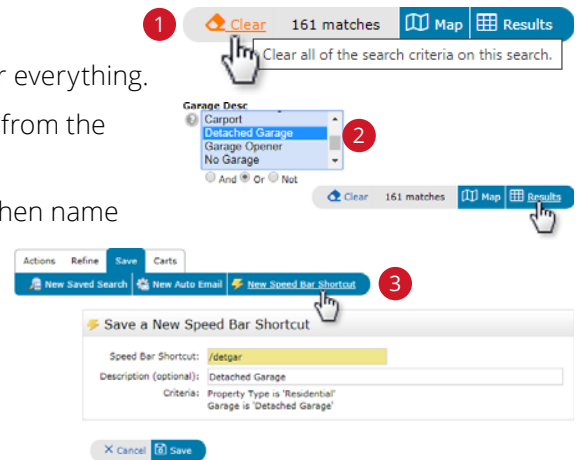 1 Clear 161 matches Map Results
Clear all of the search criteria on this search.
r everything.
from the
Garage Desc
Carport
Detached Garage
Garage Opener
No Garage
2
And Or Not
Clear 161 matches Map Results
hen name
Actions Refine Save Carts
New Saved Search New Auto Email New Speed Bar Shortcut
3
Save a New Speed Bar Shortcut
Speed Bar Shortcut: /detgar
Description (optional): Detached Garage
Criteria: Property Type is 'Residential'
Garage is 'Detached Garage'
Cancel Save